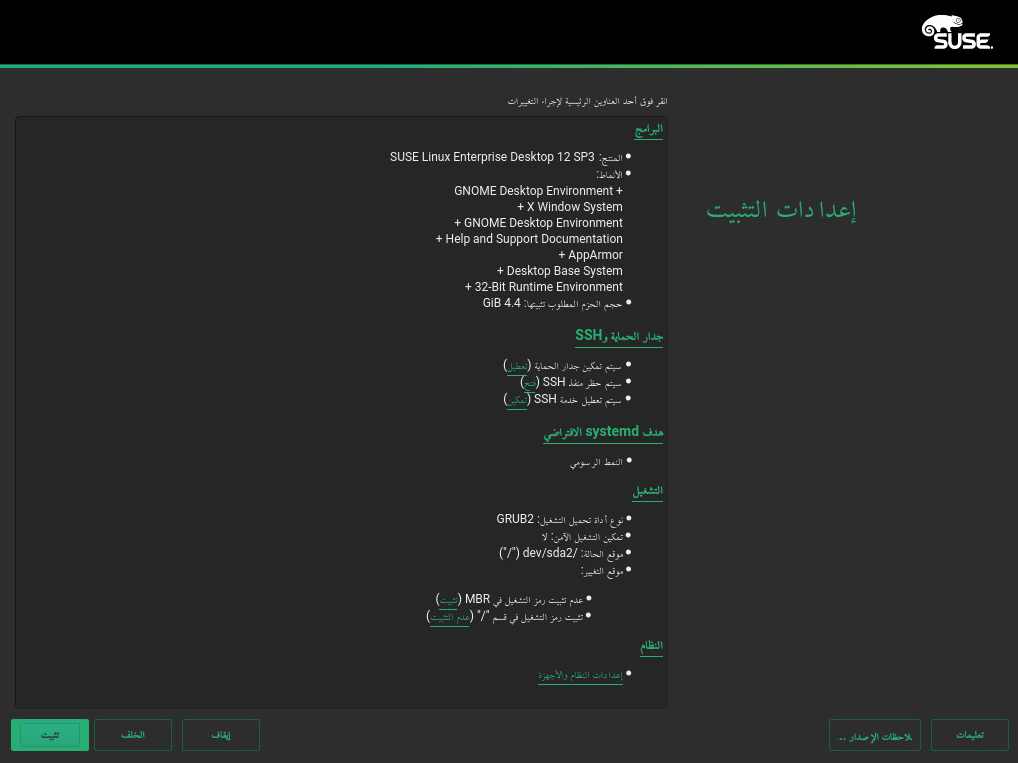 SUSE
انقر فوق أحد العناوين الرئيسية لإجراء التغييرات
إعدادات التثبيت
البرامج
المنتج: SUSE Linux Enterprise Desktop 12 SP3
الأنماط:
GNOME Desktop Environment +
+ X Window System
+ GNOME Desktop Environment
+ Help and Support Documentation
+ AppArmor
+ Desktop Base System
+ 32-Bit Runtime Environment
حجم الحزم المطلوب تثبيتها: 4.4 GiB
جدار الحماية وSSH
سيتم تمكين جدار الحماية (تعطيل)
سيتم حظر منفذ SSH (فتح)
سيتم تعطيل خدمة SSH (تمكين)
هدف systemd الافتراضي
النمط الرسومي
التشغيل
نوع أداة تحميل التشغيل: GRUB2
تمكين التشغيل الآمن: لا
موقع الحالة: /dev/sda2 ("/")
موقع التغيير:
عدم تثبيت رمز التشغيل في MBR (تثبيت)
تثبيت رمز التشغيل في قسم "/" (عدم التثبيت)
النظام
إعدادات النظام والأجهزة
تعليمات
لاحظات الإصدار ...
إيقاف
الخلف
تثبيت